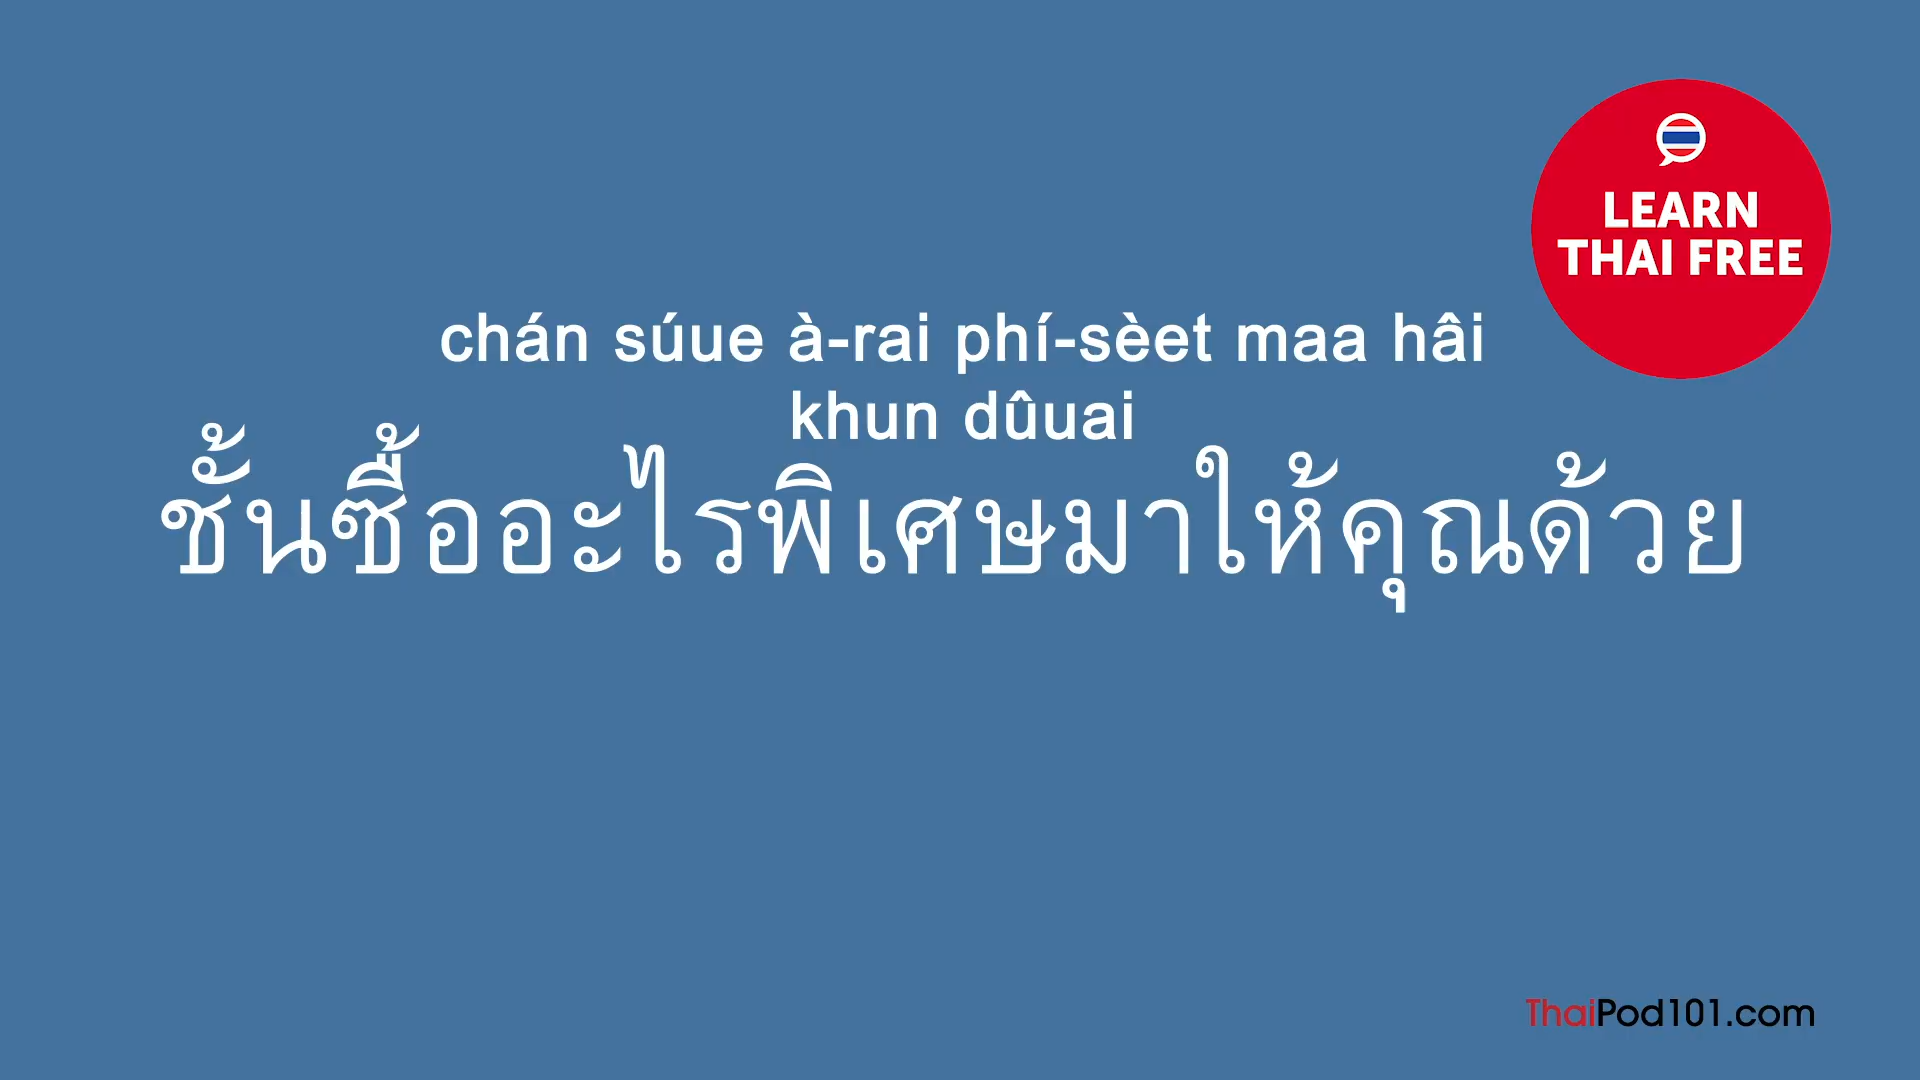 LEARN
THAI FREE
chán súue à-rai phí-sèet maa hâi
khun dûuai
ชั้นซื้ออะไรพิเศษมาให้คุณด้วย
ThaiPod101.com